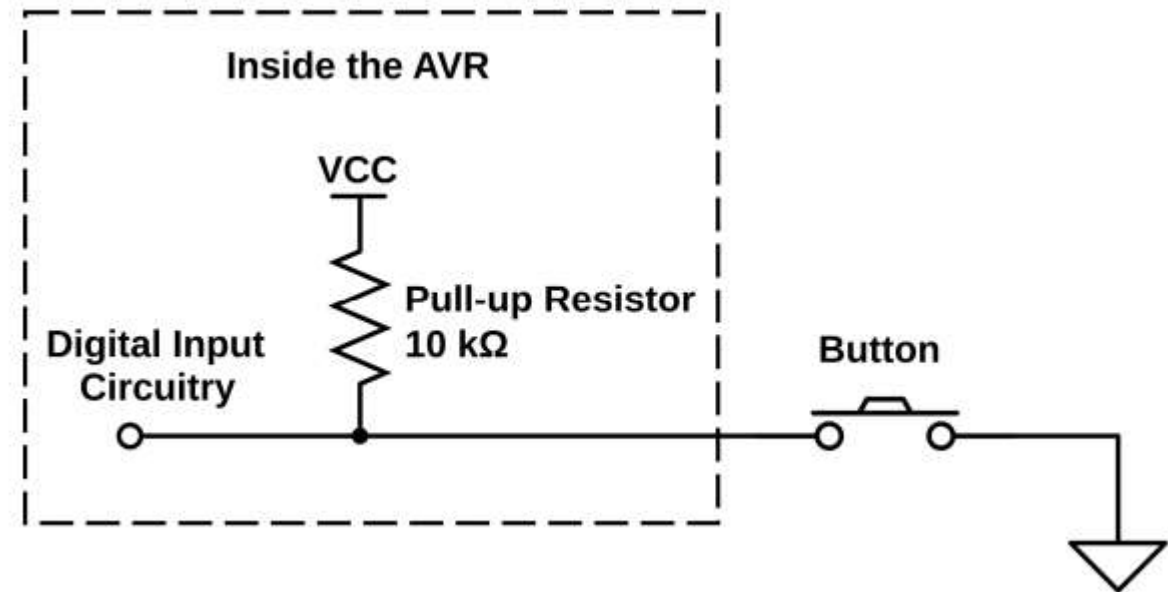 Inside the AVR
VCC
Pull-up Resistor
10 kΩ
Digital Input
Circuitry
Button